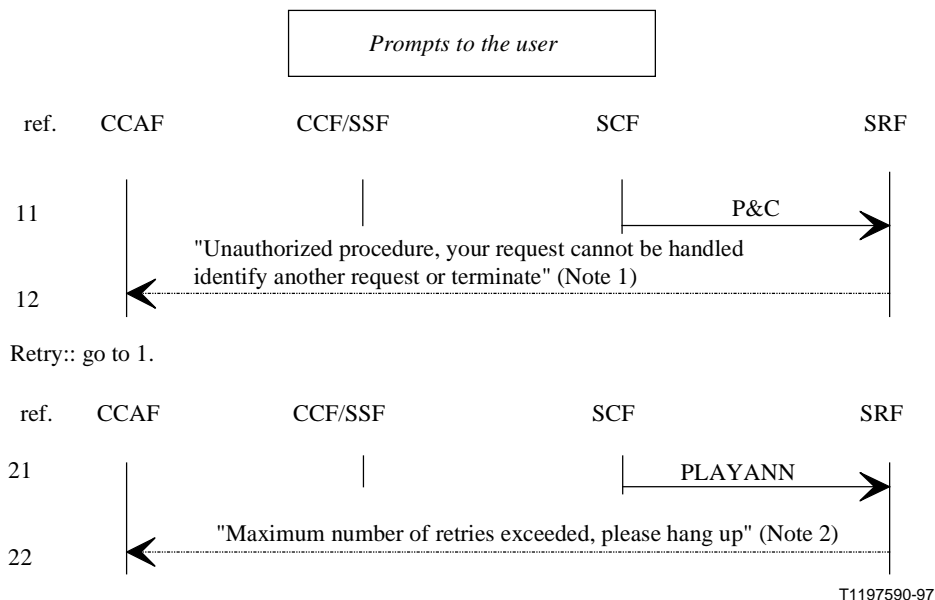 Prompts to the user
ref. CCAF CCF/SSF SCF SRF
11 P&C
"Unauthorized procedure, your request cannot be handled
identify another request or terminate" (Note 1)
12
Retry:: go to 1.
ref. CCAF CCF/SSF SCF SRF
21 PLAYANN
"Maximum number of retries exceeded, please hang up" (Note 2)
22
T1197590-97